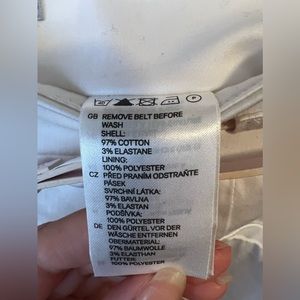 GB REMOVE BELT BEFORE
WASH
SHELL:
97% COTTON
3% ELASTANE
LINING:
100% POLYESTER
CZ PŘED PRANÍM ODSTRAŇTE
PÁSEK
SVRCHNÍ LÁTKA:
97% BAVLNA
3% ELASTAN
PODŠÍVKA:
100% POLYESTER
DE DEN GÜRTEL VOR DER
WÄSCHE ENTFERNEN
OBERMATERIAL:
97% BAUMWOLLE
3% ELASTHAN
FUTTER:
100% POLYESTER